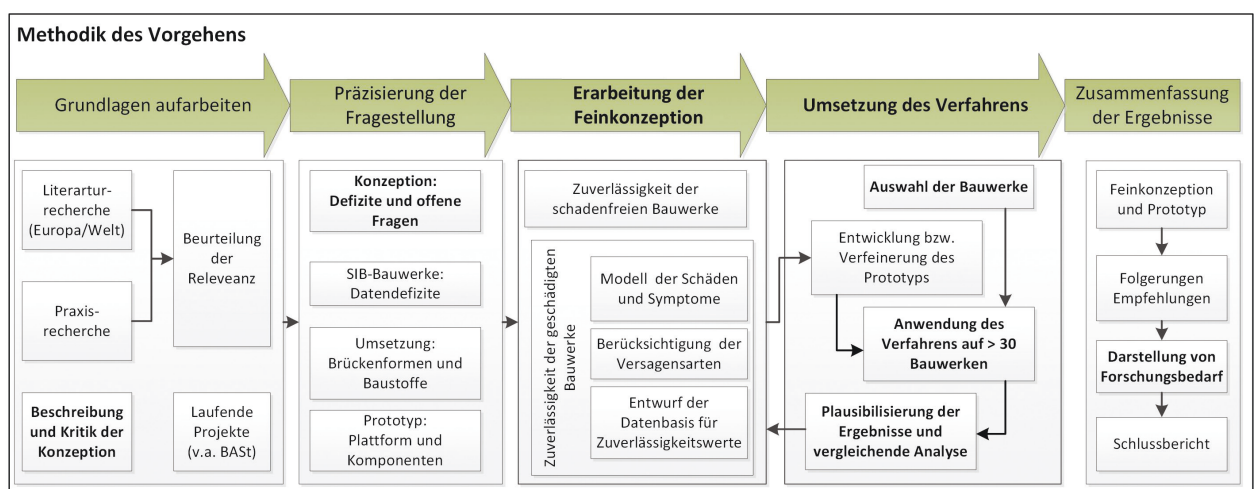 Methodik des Vorgehens
Grundlagen aufarbeiten
Präzisierung der
Fragestellung
Erarbeitung der
Feinkonzeption
Umsetzung des Verfahrens
Zusammenfassung
der Ergebnisse
Literartur-
recherche
(Europa/Welt)
Praxis-
recherche
Beurteilung
der
Releveanz
Beschreibung
und Kritik der
Konzeption
Laufende
Projekte
(v.a. BASt)
Konzeption:
Defizite und offene
Fragen
SIB-Bauwerke:
Datendefizite
Umsetzung:
Brückenformen und
Baustoffe
Prototyp:
Plattform und
Komponenten
Zuverlässigkeit der
schadenfreien Bauwerke
Zuverlässigkeit der geschädigten
Bauwerke
Modell der Schäden
und Symptome
Berücksichtigung der
Versagensarten
Entwurf der
Datenbasis für
Zuverlässigkeitswerte
Auswahl der Bauwerke
Entwicklung bzw.
Verfeinerung des
Prototyps
Anwendung des
Verfahrens auf > 30
Bauwerken
Plausibilisierung der
Ergebnisse und
vergleichende Analyse
Feinkonzeption
und Prototyp
Folgerungen
Empfehlungen
Darstellung von
Forschungsbedarf
Schlussbericht